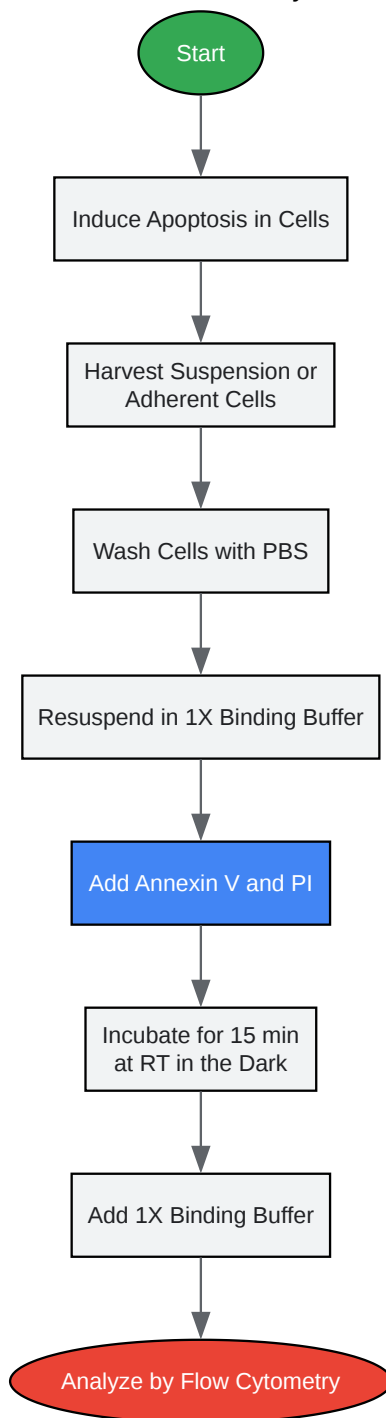 Start
Induce Apoptosis in Cells
Harvest Suspension or
Adherent Cells
Wash Cells with PBS
Resuspend in 1X Binding Buffer
Add Annexin V and PI
Incubate for 15 min
at RT in the Dark
Add 1X Binding Buffer
Analyze by Flow Cytometry